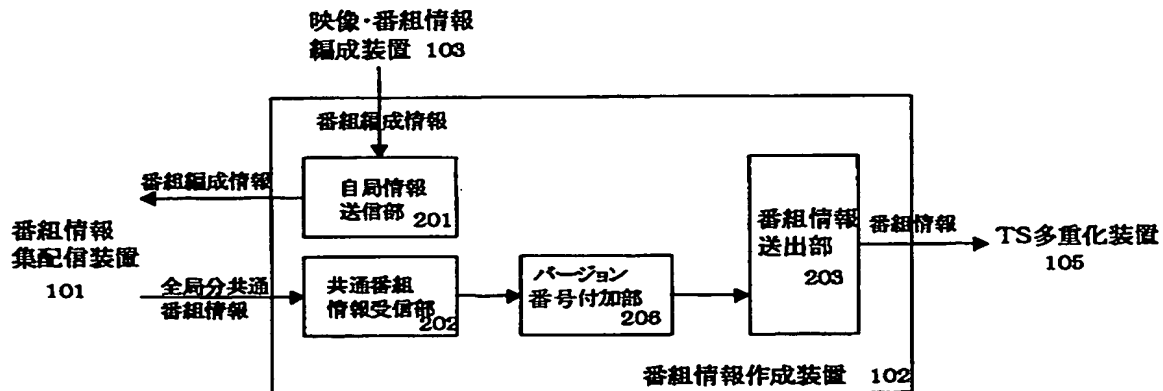 映像・番組情報
編成装置 103
番組編成情報
自局情報
送信部 201
番組編成情報
番組情報
集配信装置
101
全局分共通
番組情報
共通番組
情報受信部
202
バージョン
番号付加部
206
番組情報
送出部
203
番組情報
TS多重化装置
105
番組情報作成装置 102